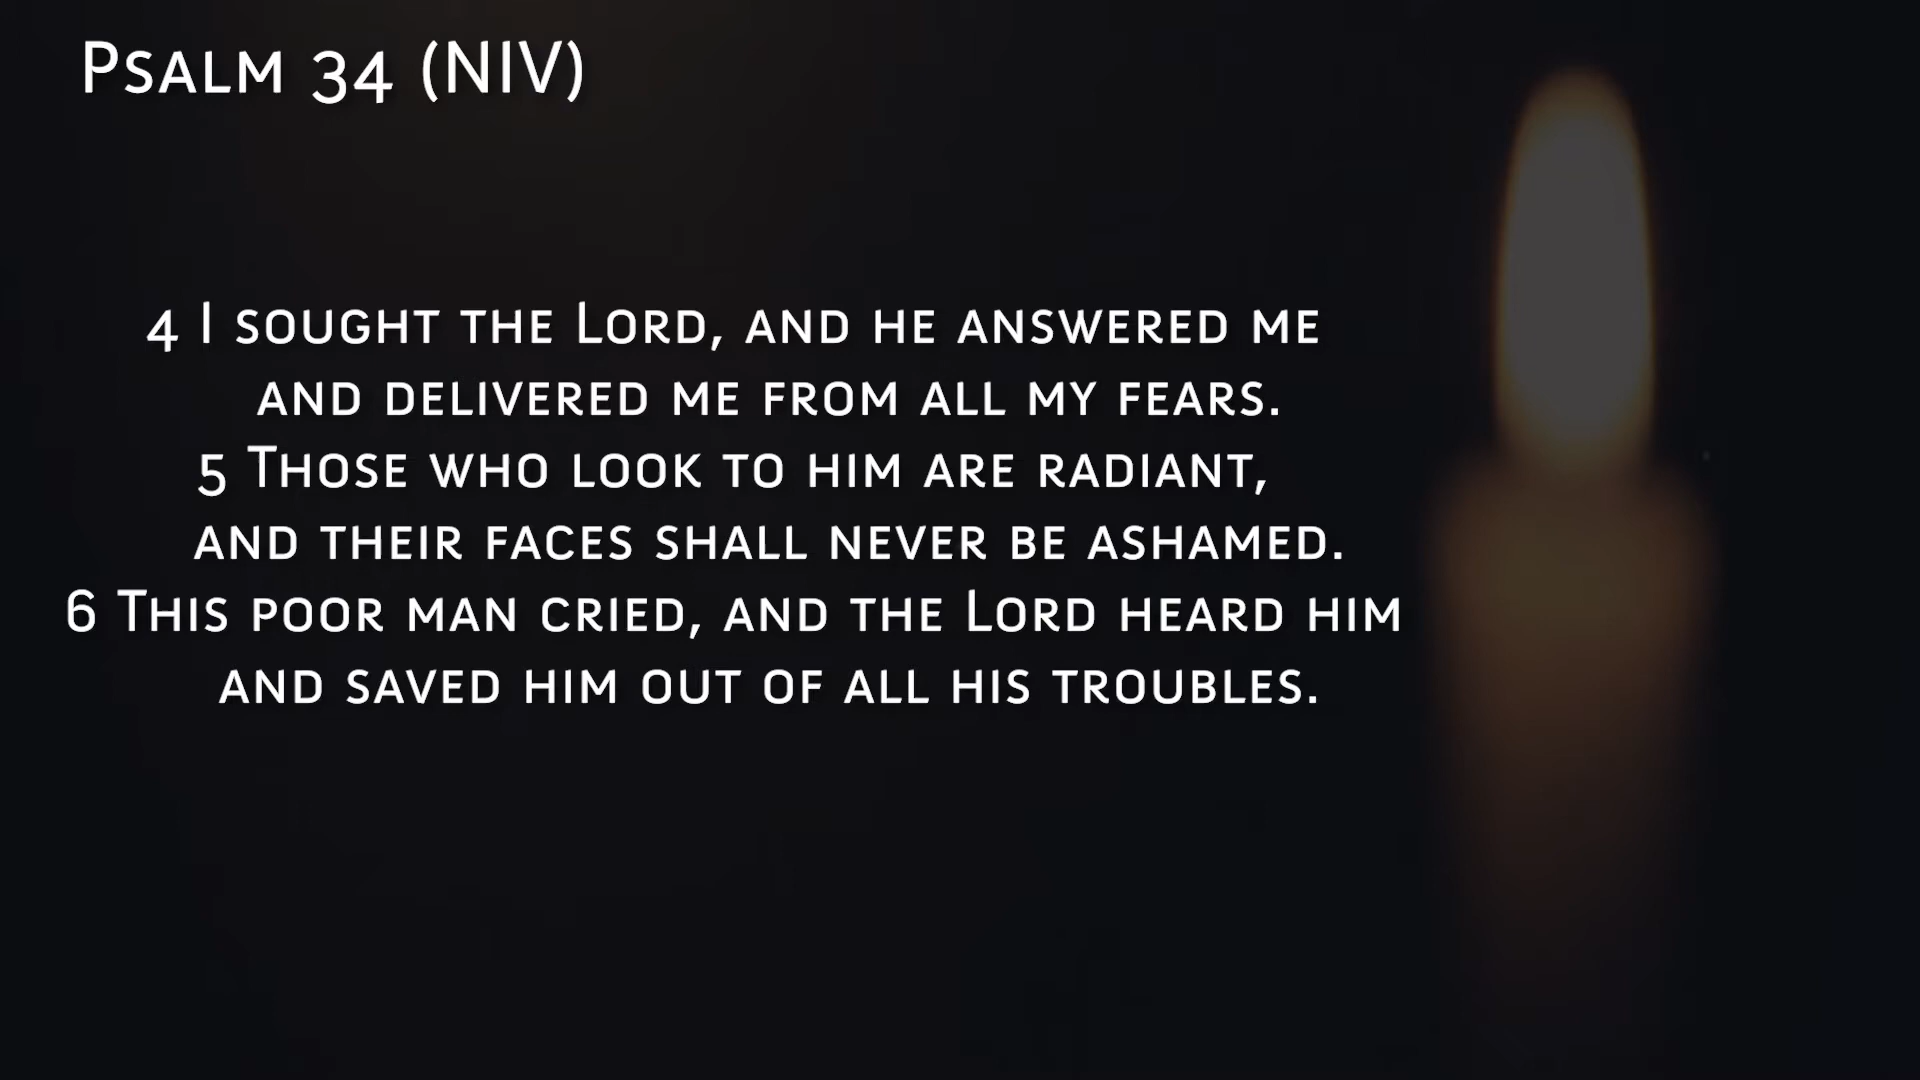 Psalm 34 (NIV)
4 I sought the Lord, and he answered me
and delivered me from all my fears.
5 Those who look to him are radiant,
and their faces shall never be ashamed.
6 This poor man cried, and the Lord heard him
and saved him out of all his troubles.